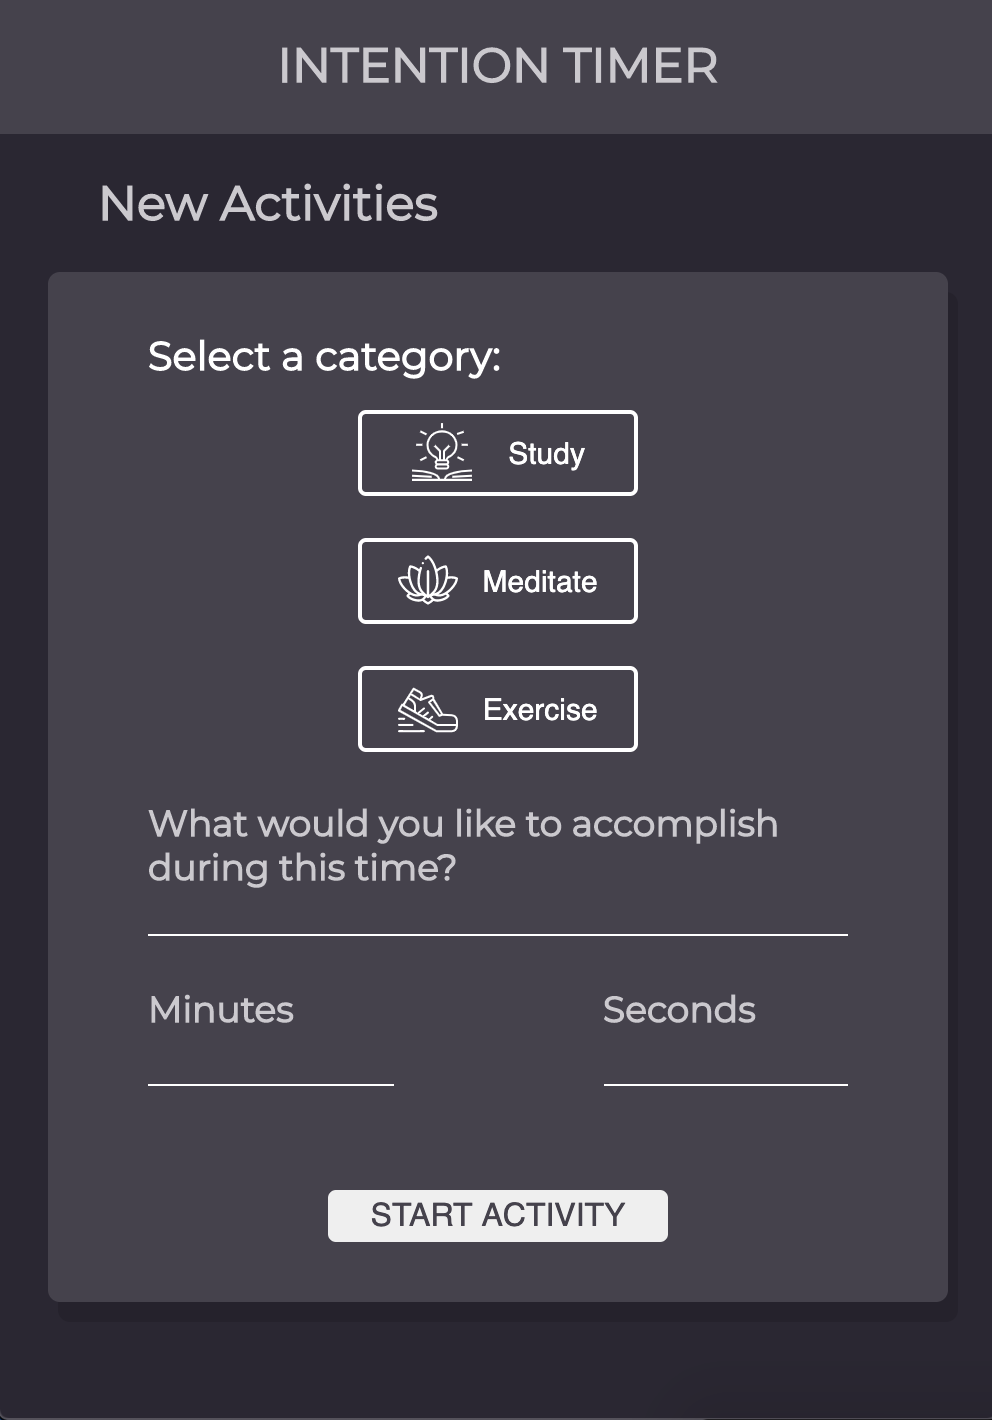 INTENTION TIMER
New Activities
Select a category:
Study
Meditate
Exercise
What would you like to accomplish
during this time?
Minutes
Seconds
START ACTIVITY